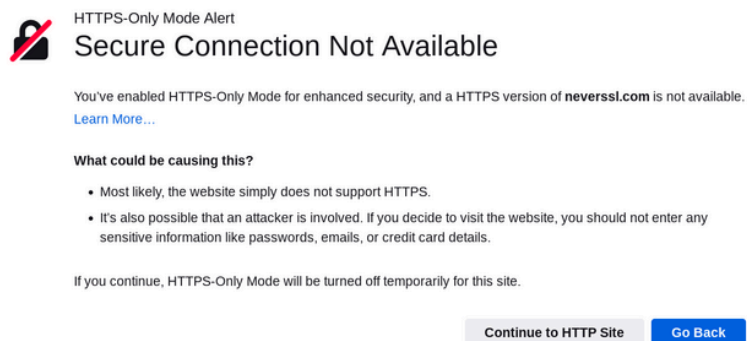 HTTPS-Only Mode Alert
Secure Connection Not Available
You've enabled HTTPS-Only Mode for enhanced security, and a HTTPS version of neverssl.com is not available.
Learn More…
What could be causing this?
• Most likely, the website simply does not support HTTPS.
• It's also possible that an attacker is involved. If you decide to visit the website, you should not enter any
sensitive information like passwords, emails, or credit card details.
If you continue, HTTPS-Only Mode will be turned off temporarily for this site.
Continue to HTTP Site Go Back